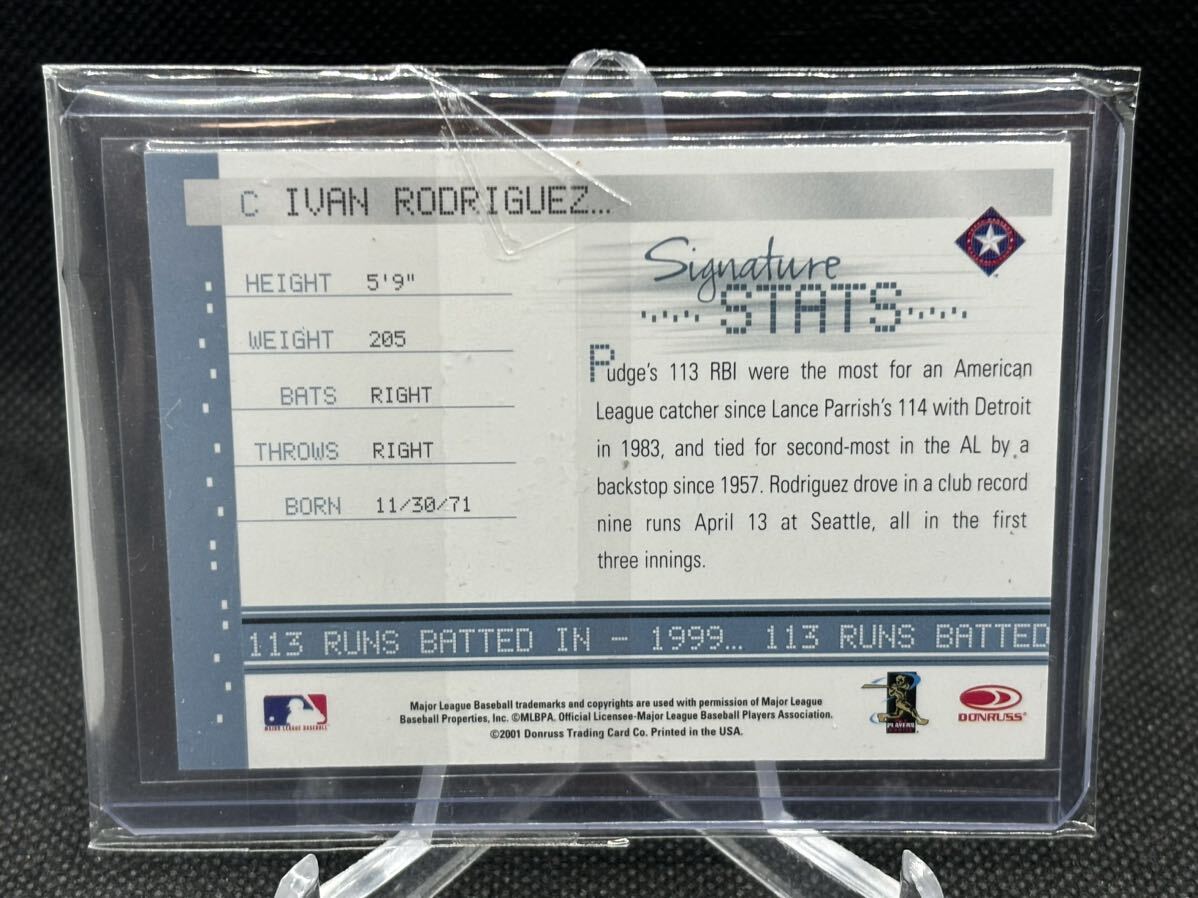 C IVAN RODRIGUEZ...
HEIGHT 5'9"
WEIGHT 205
BATS RIGHT
THROWS RIGHT
BORN 11/30/71
Signature
STATS
Pudge's 113 RBI were the most for an American
League catcher since Lance Parrish's 114 with Detroit
in 1983, and tied for second-most in the AL by a
backstop since 1957. Rodriguez drove in a club record
nine runs April 13 at Seattle, all in the first
three innings.
113 RUNS BATTED IN - 1999... 113 RUNS BATTED
MAJOR LEAGUE BASEBALL
Major League Baseball trademarks and copyrights are used with permission of Major League
Baseball Properties, Inc. ©MLBPA. Official Licensee-Major League Baseball Players Association.
©2001 Donruss Trading Card Co. Printed in the USA.
PLAYERS
DONRUSS